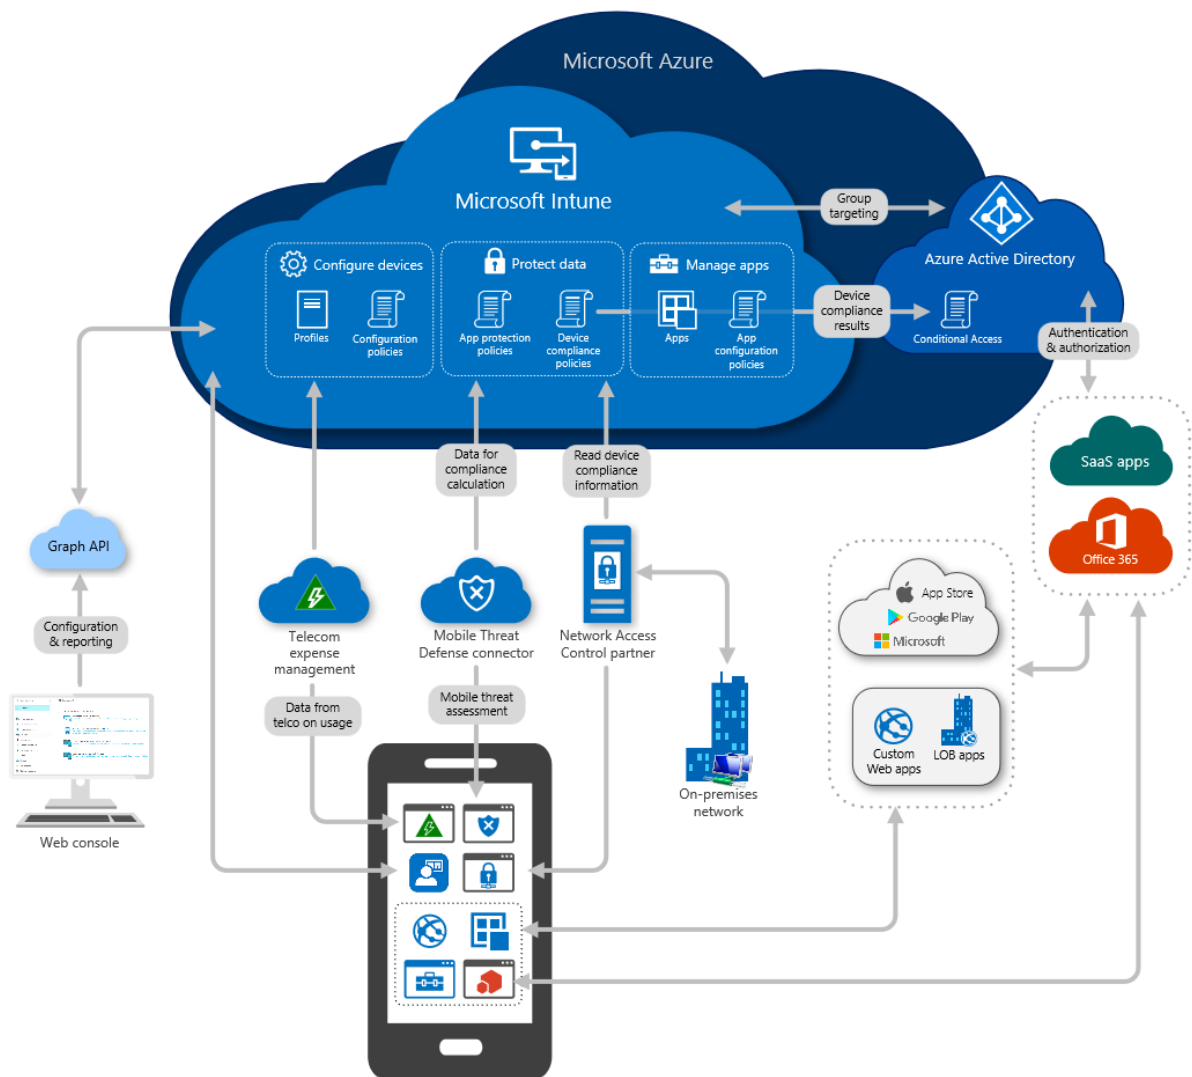 Microsoft Azure
Microsoft Intune
Group
targeting
Azure Active Directory
Configure devices
Protect data
Manage apps
Profiles
Configuration
policies
App protection
policies
Device
compliance
policies
Apps
App
configuration
policies
Device
compliance
results
Conditional Access
Authentication
& authorization
Data for
compliance
calculation
Read device
compliance
information
SaaS apps
Office 365
Graph API
Configuration
& reporting
Telecom
expense
management
Mobile Threat
Defense connector
Network Access
Control partner
App Store
Google Play
Microsoft
Data from
telco on usage
Mobile threat
assessment
Custom
Web apps
LOB apps
On-premises
network
Web console